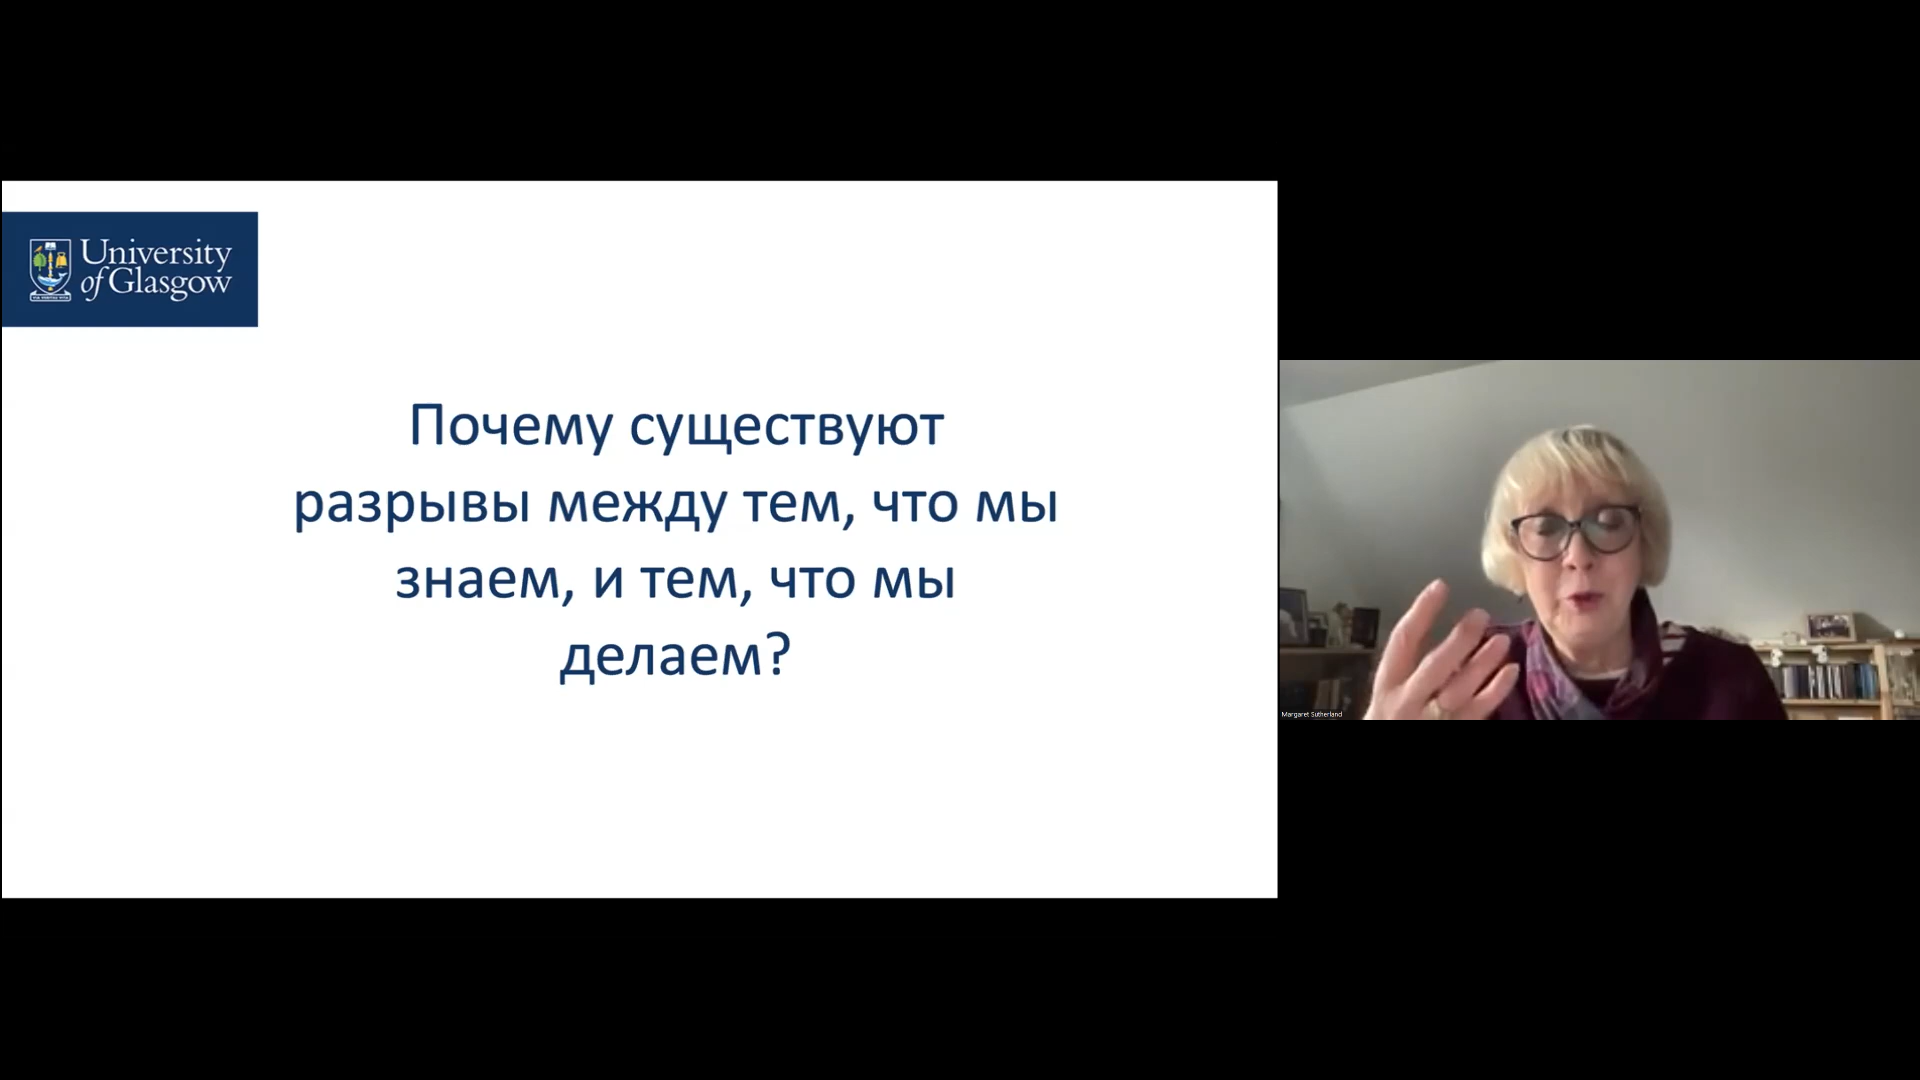 University
of Glasgow
Почему существуют
разрывы между тем, что мы
знаем, и тем, что мы
делаем?
Margaret Sutherland